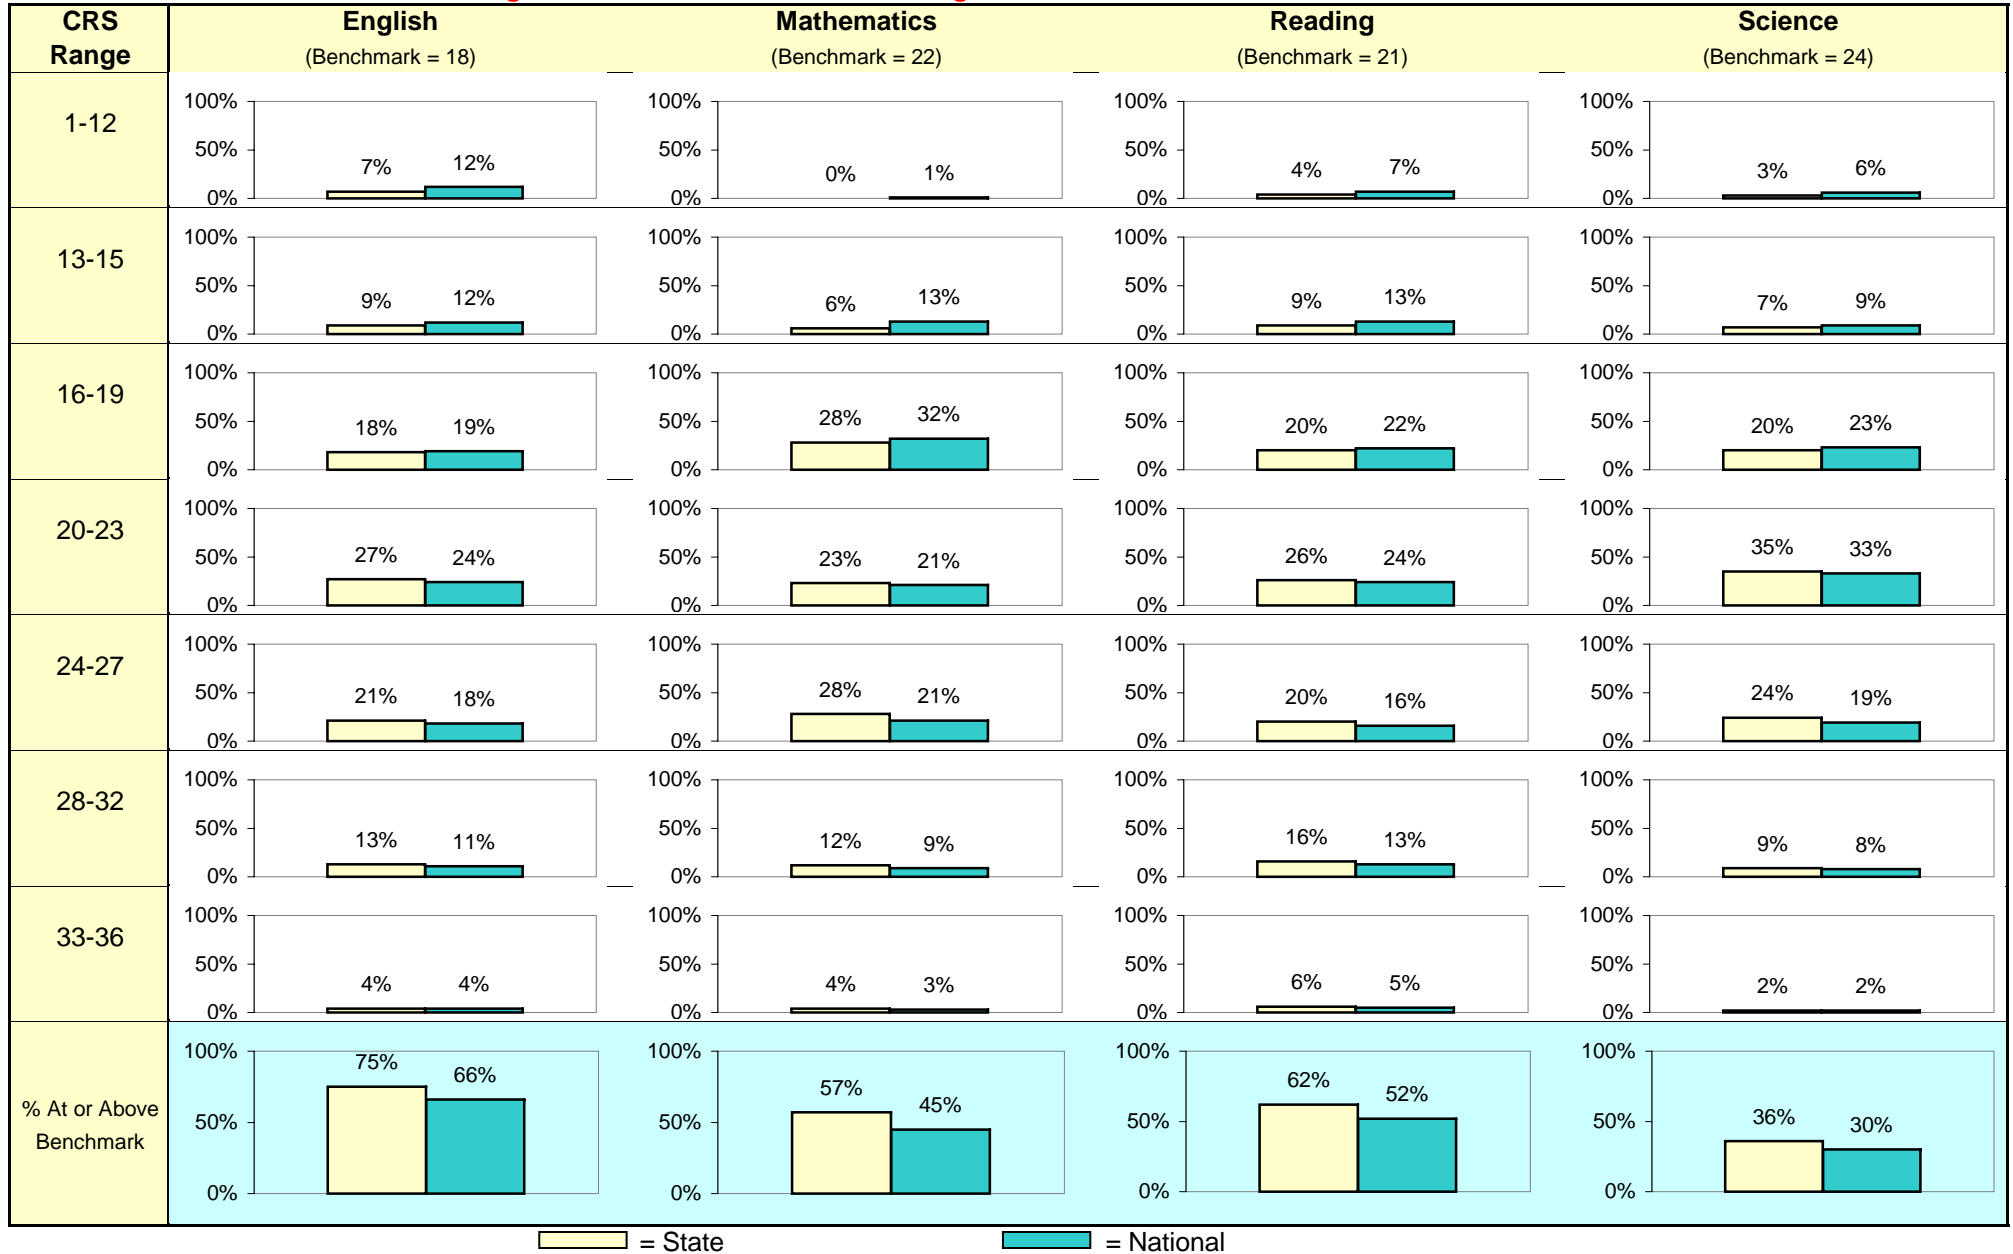 CRS Range English Mathematics Reading Science
(Benchmark = 18) (Benchmark = 22) (Benchmark = 21) (Benchmark = 24)
1-12
100% 50% 0% 7% 12%
100% 50% 0% 0% 1%
100% 50% 0% 4% 7%
100% 50% 0% 3% 6%
13-15
100% 50% 0% 9% 12%
100% 50% 0% 6% 13%
100% 50% 0% 9% 13%
100% 50% 0% 7% 9%
16-19
100% 50% 0% 18% 19%
100% 50% 0% 28% 32%
100% 50% 0% 20% 22%
100% 50% 0% 20% 23%
20-23
100% 50% 0% 27% 24%
100% 50% 0% 23% 21%
100% 50% 0% 26% 24%
100% 50% 0% 35% 33%
24-27
100% 50% 0% 21% 18%
100% 50% 0% 28% 21%
100% 50% 0% 20% 16%
100% 50% 0% 24% 19%
28-32
100% 50% 0% 13% 11%
100% 50% 0% 12% 9%
100% 50% 0% 16% 13%
100% 50% 0% 9% 8%
33-36
100% 50% 0% 4% 4%
100% 50% 0% 4% 3%
100% 50% 0% 6% 5%
100% 50% 0% 2% 2%
% At or Above
Benchmark
100% 50% 0% 75% 66%
100% 50% 0% 57% 45%
100% 50% 0% 62% 52%
100% 50% 0% 36% 30%
= State = National